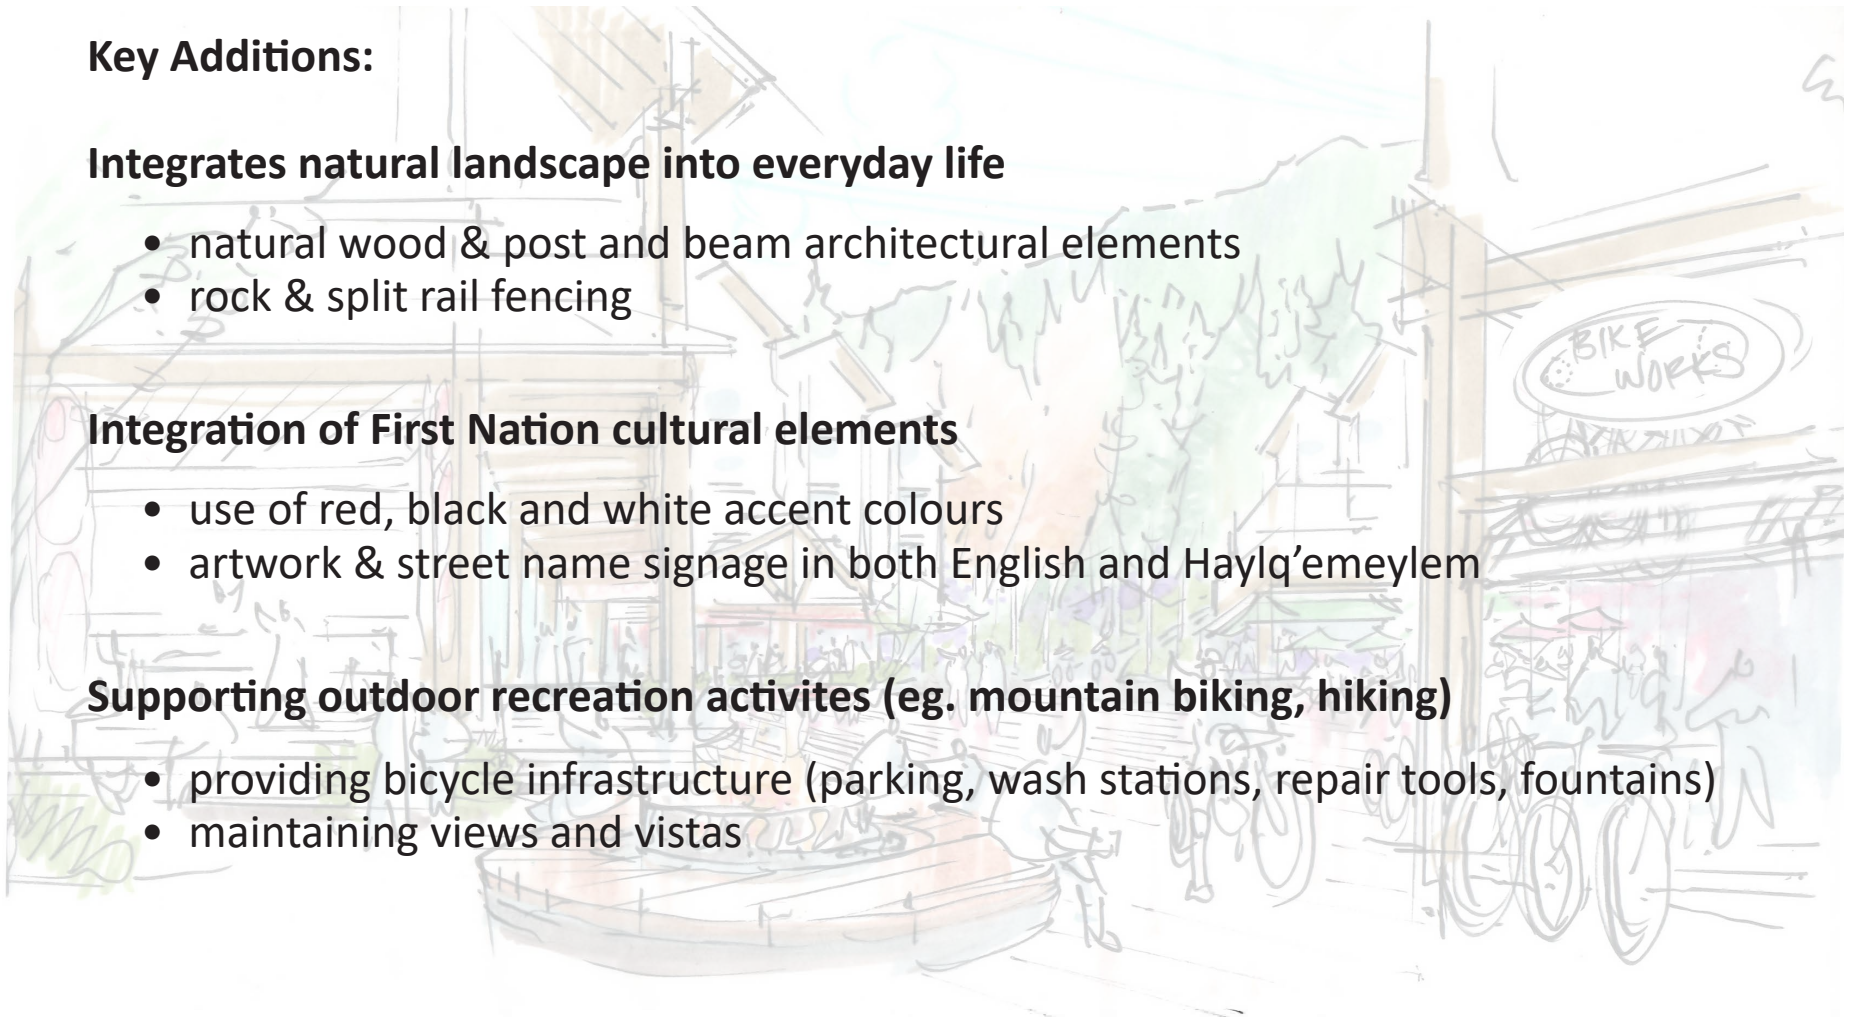 Key Additions:
Integrates natural landscape into everyday life
• natural wood & post and beam architectural elements
• rock & split rail fencing
BIKE
WORKS
Integration of First Nation cultural elements
• use of red, black and white accent colours
• artwork & street name signage in both English and Haylq’emeylem
Supporting outdoor recreation activites (eg. mountain biking, hiking)
• providing bicycle infrastructure (parking, wash stations, repair tools, fountains)
• maintaining views and vistas